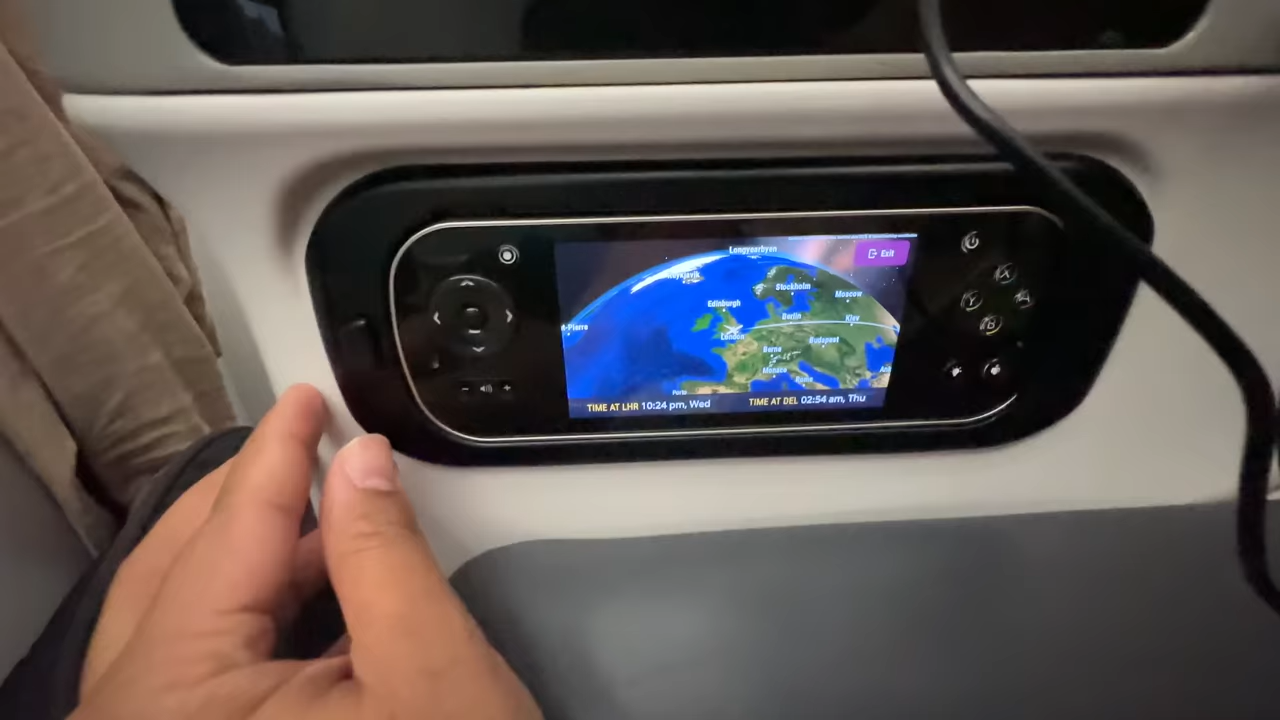 Longyearbyen
Exit
Reykjavik
Stockholm
Moscow
Edinburgh
Berlin
Kiev
t-Pierre
London
Budapest
Berne
Monaco
Rome
Porto
TIME AT LHR 10:24 pm, Wed
TIME AT DEL 02:54 am, Thu
X
Y
B